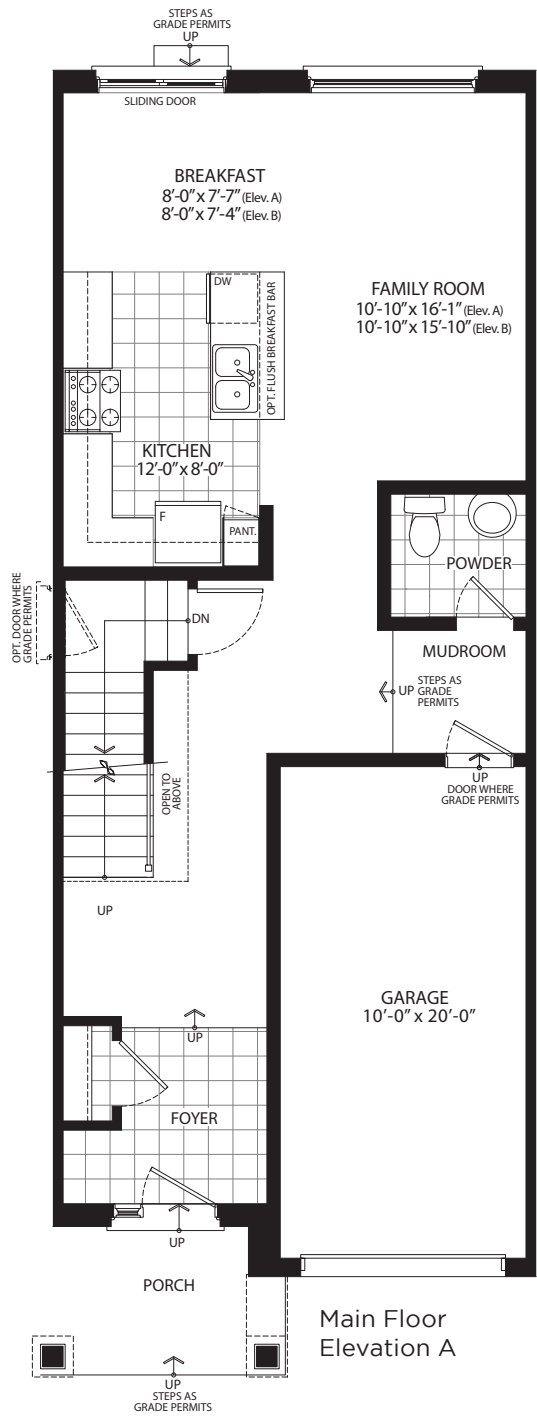 STEPS AS
GRADE PERMITS
UP
SLIDING DOOR
BREAKFAST
8’-0” x 7’-7” (Elev. A)
8’-0” x 7’-4” (Elev. B)
FAMILY ROOM
10’-10” x 16’-1” (Elev. A)
10’-10” x 15’-10” (Elev. B)
DW
OPT. FLUSH BREAKFAST BAR
KITCHEN
12’-0” x 8’-0”
F
PANT.
POWDER
OPT. DOOR WHERE
GRADE PERMITS
DN
MUDROOM
UP
STEPS AS
GRADE
PERMITS
UP
DOOR WHERE
GRADE PERMITS
OPEN TO
ABOVE
UP
GARAGE
10’-0” x 20’-0”
UP
FOYER
UP
PORCH
Main Floor
Elevation A
UP
STEPS AS
GRADE PERMITS